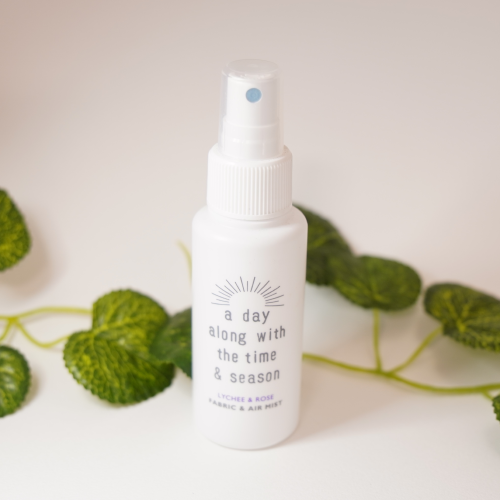 a day
along with
the time
& season
LYCHEE & ROSE
FABRIC & AIR MIST